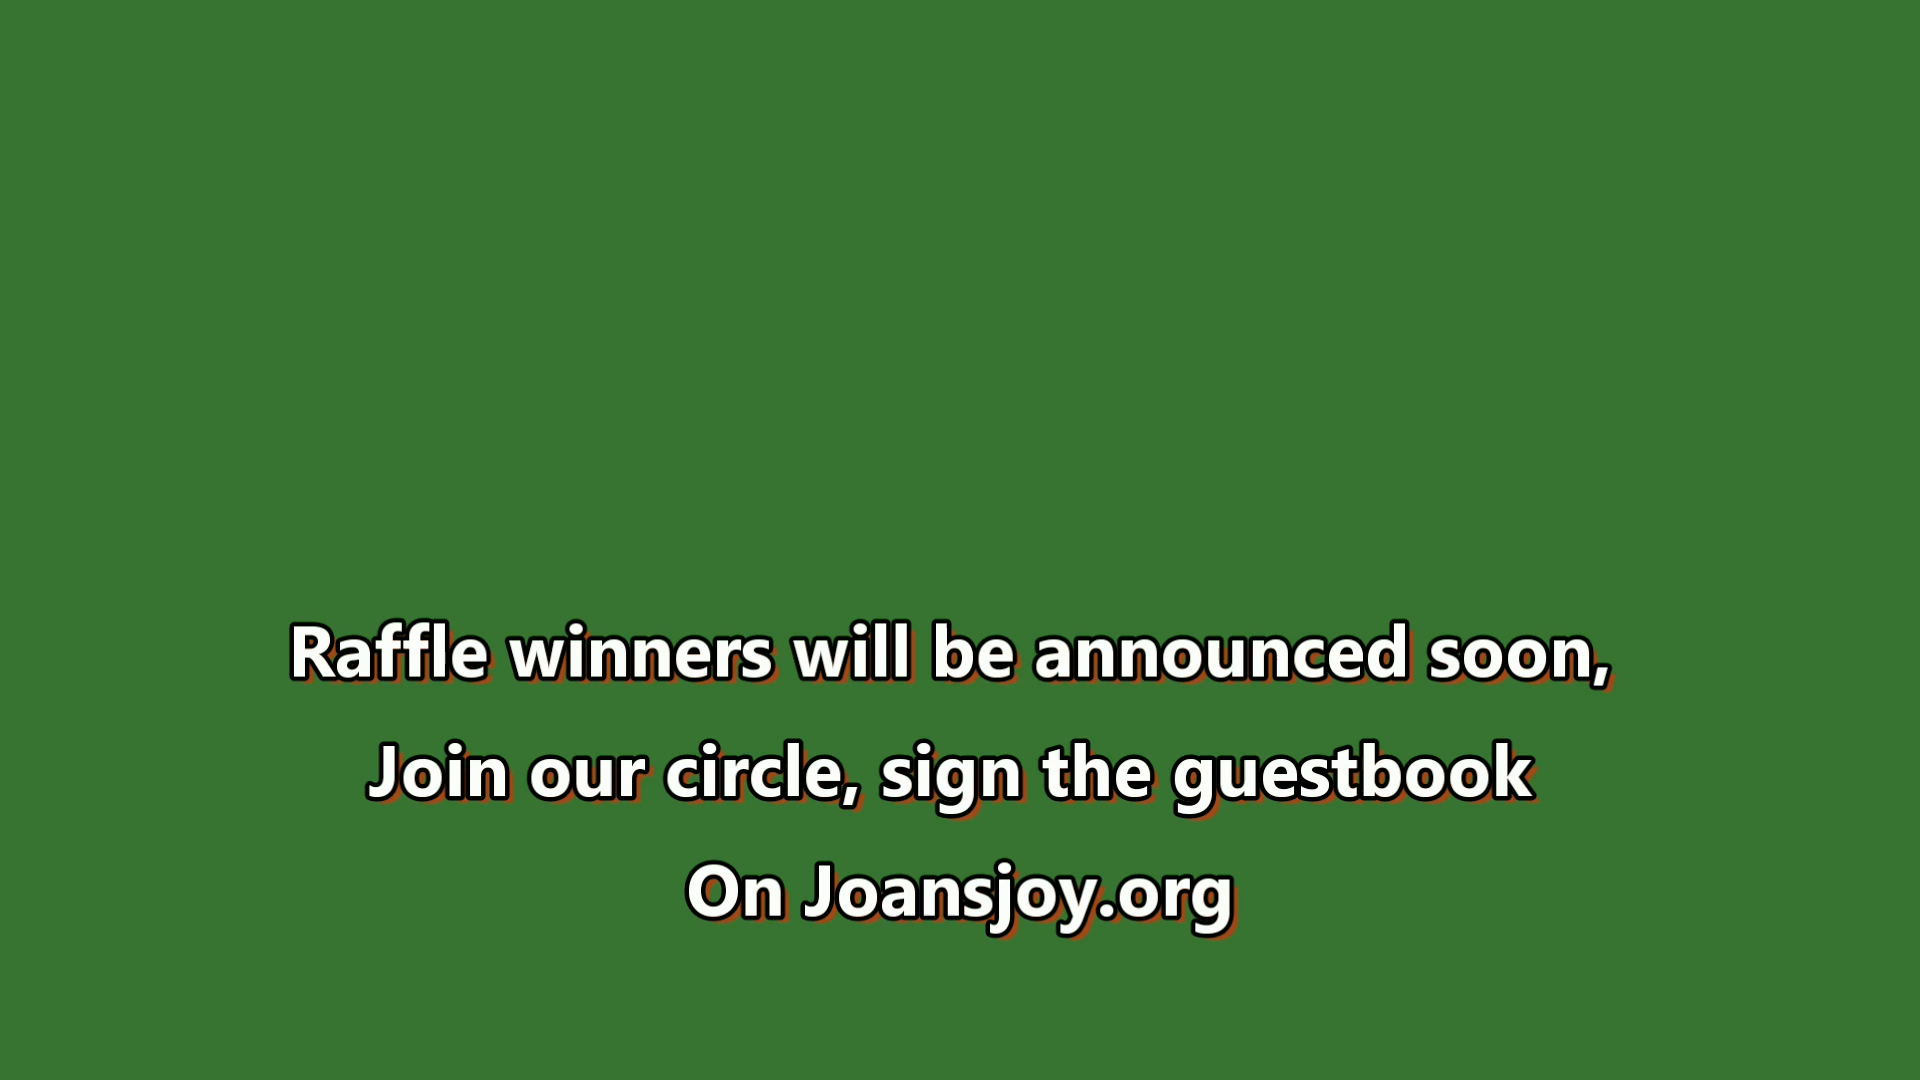 Raffle winners will be announced soon,
Join our circle, sign the guestbook
On Joansjoy.org